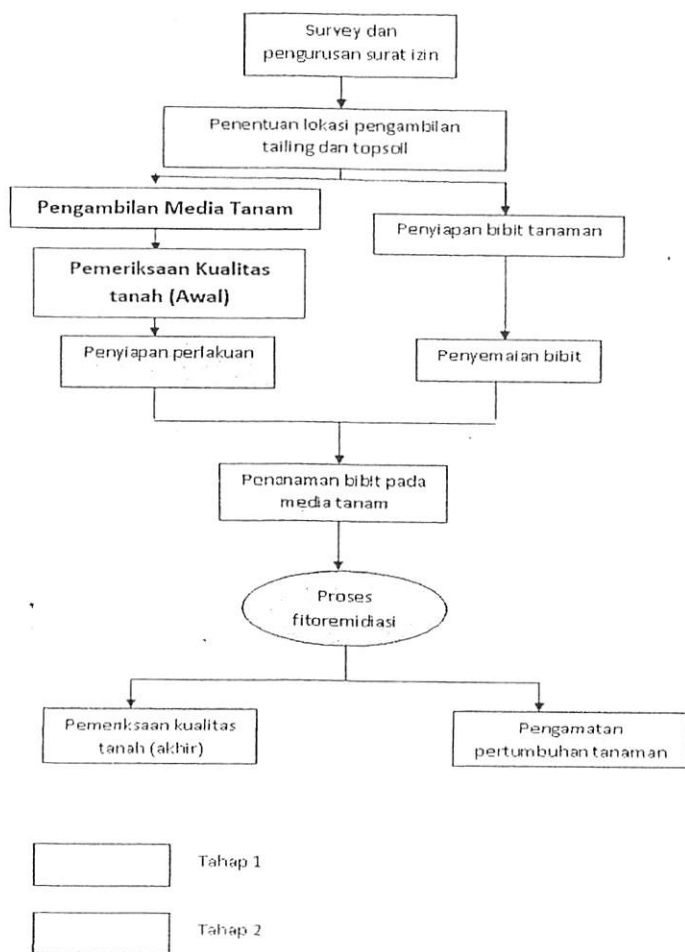 Survey dan
pengurusan surat izin
Penentuan lokasi pengambilan
tailing dan topsoil
Pengambilan Media Tanam
Penyiapan bibit tanaman
Pemeriksaan Kualitas
tanah (Awal)
Penyiapan perlakuan
Penyemaian bibit
Penanaman bibit pada
media tanam
Proses
fitoremidiasi
Pemeriksaan kualitas
tanah (akhir)
Pengamatan
pertumbuhan tanaman
Tahap 1
Tahap 2